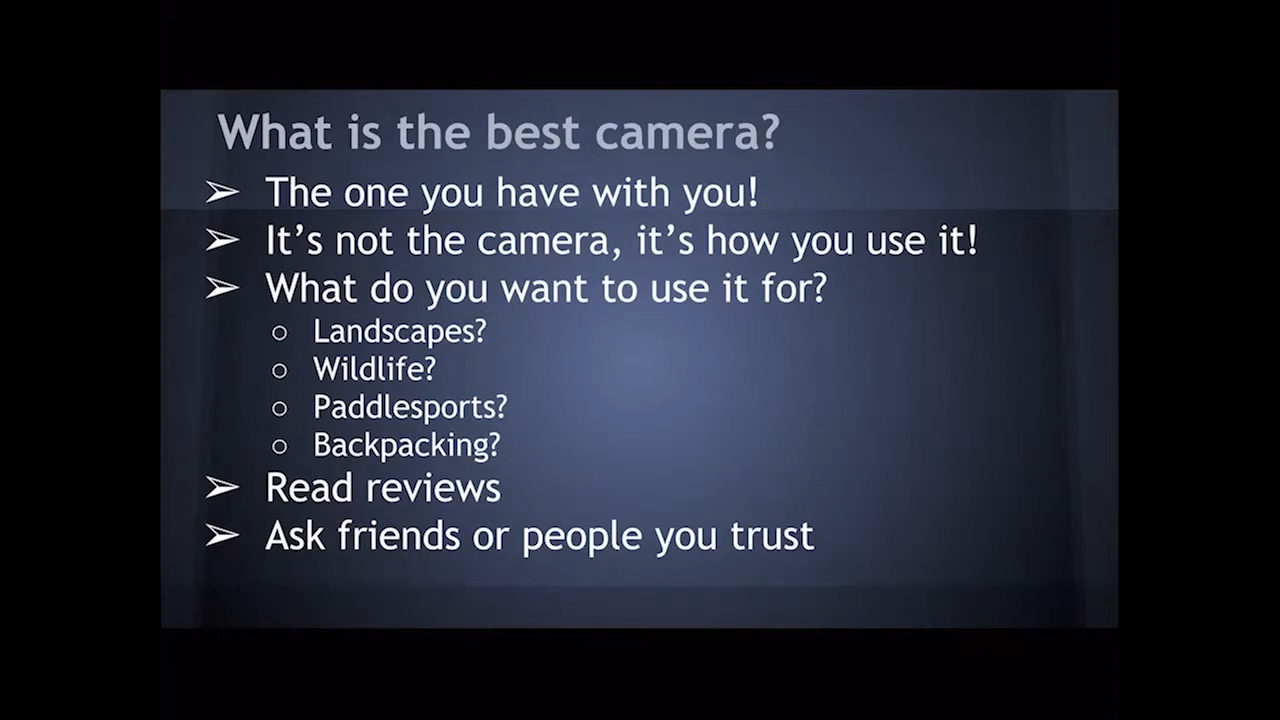 What is the best camera?
➢ The one you have with you!
➢ It’s not the camera, it’s how you use it!
➢ What do you want to use it for?
○ Landscapes?
○ Wildlife?
○ Paddlesports?
○ Backpacking?
➢ Read reviews
➢ Ask friends or people you trust